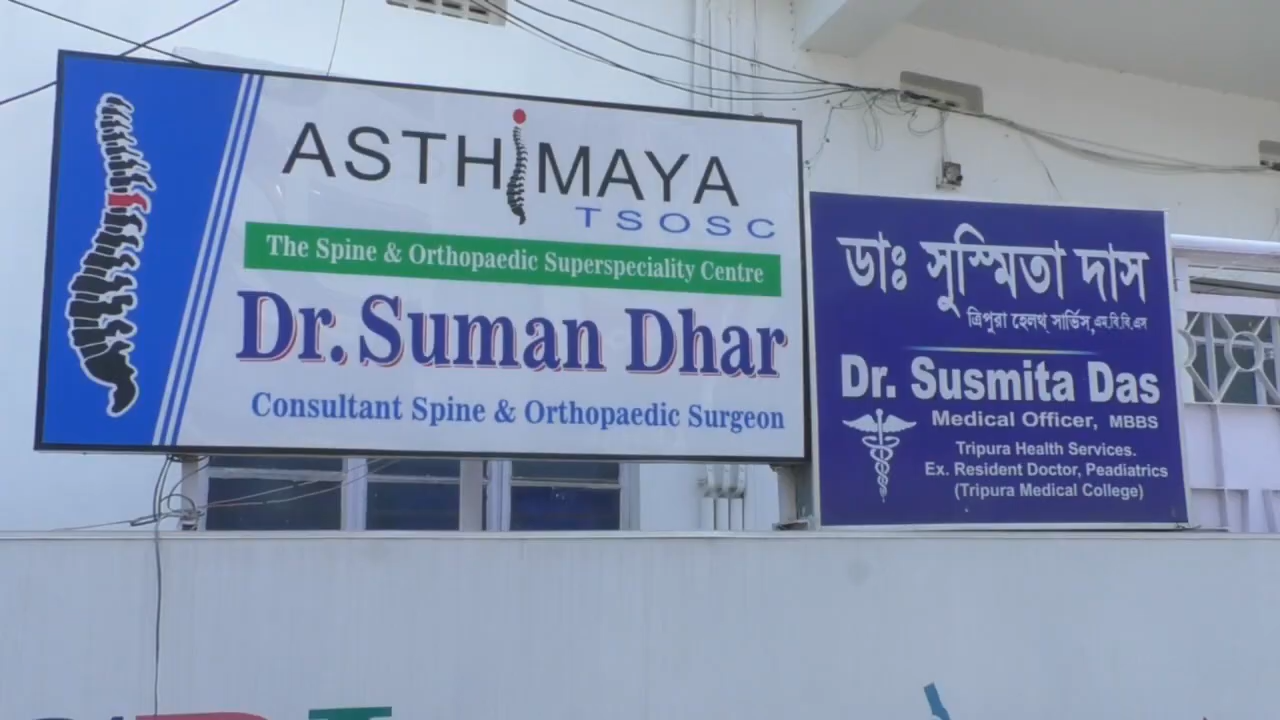 ASTHiMAYA
TSOSC
The Spine & Orthopaedic Superspeciality Centre
Dr. Suman Dhar
Consultant Spine & Orthopaedic Surgeon
ডাঃ সুস্মিতা দাস
ত্রিপুরা হেলথ্ সার্ভিস, এম.বি.বি.এস
Dr. Susmita Das
Medical Officer, MBBS
Tripura Health Services.
Ex. Resident Doctor, Peadiatrics
(Tripura Medical College)